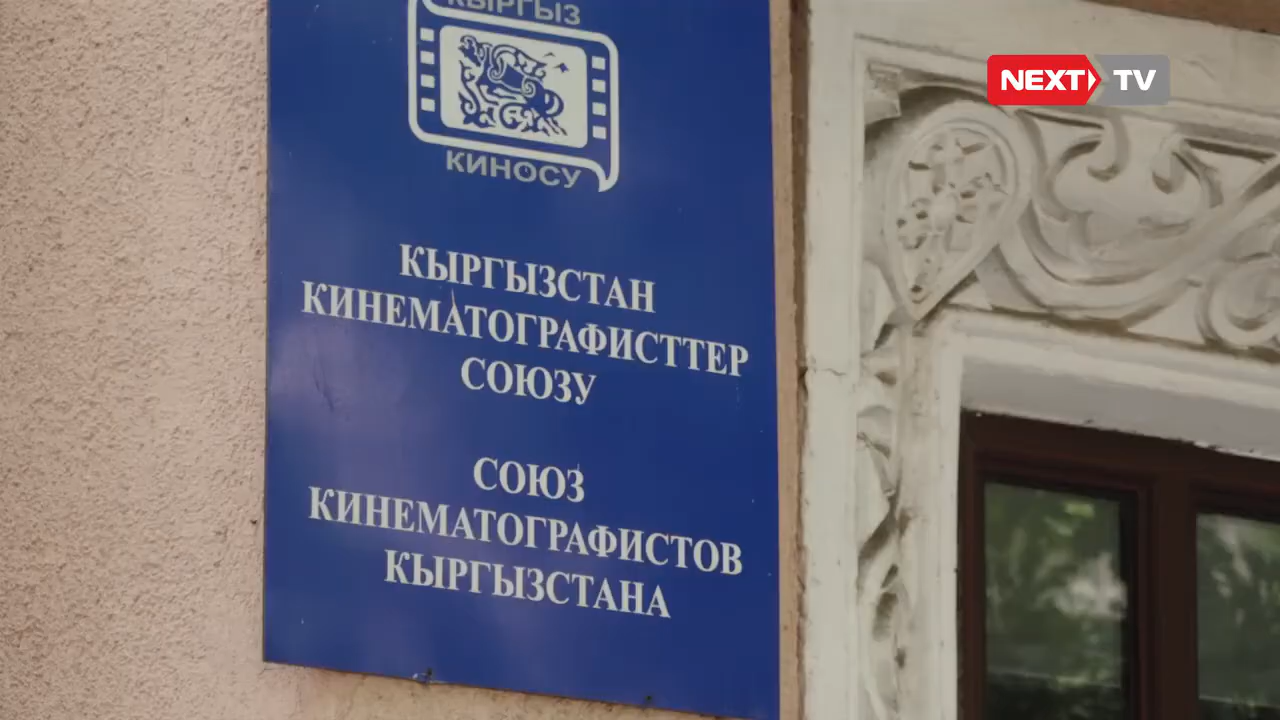 КЫРГЫЗ
КИНОСУ
NEXT TV
КЫРГЫЗСТАН
КИНЕМАТОГРАФИСТТЕР
СОЮЗУ
СОЮЗ
КИНЕМАТОГРАФИСТОВ
КЫРГЫЗСТАНА